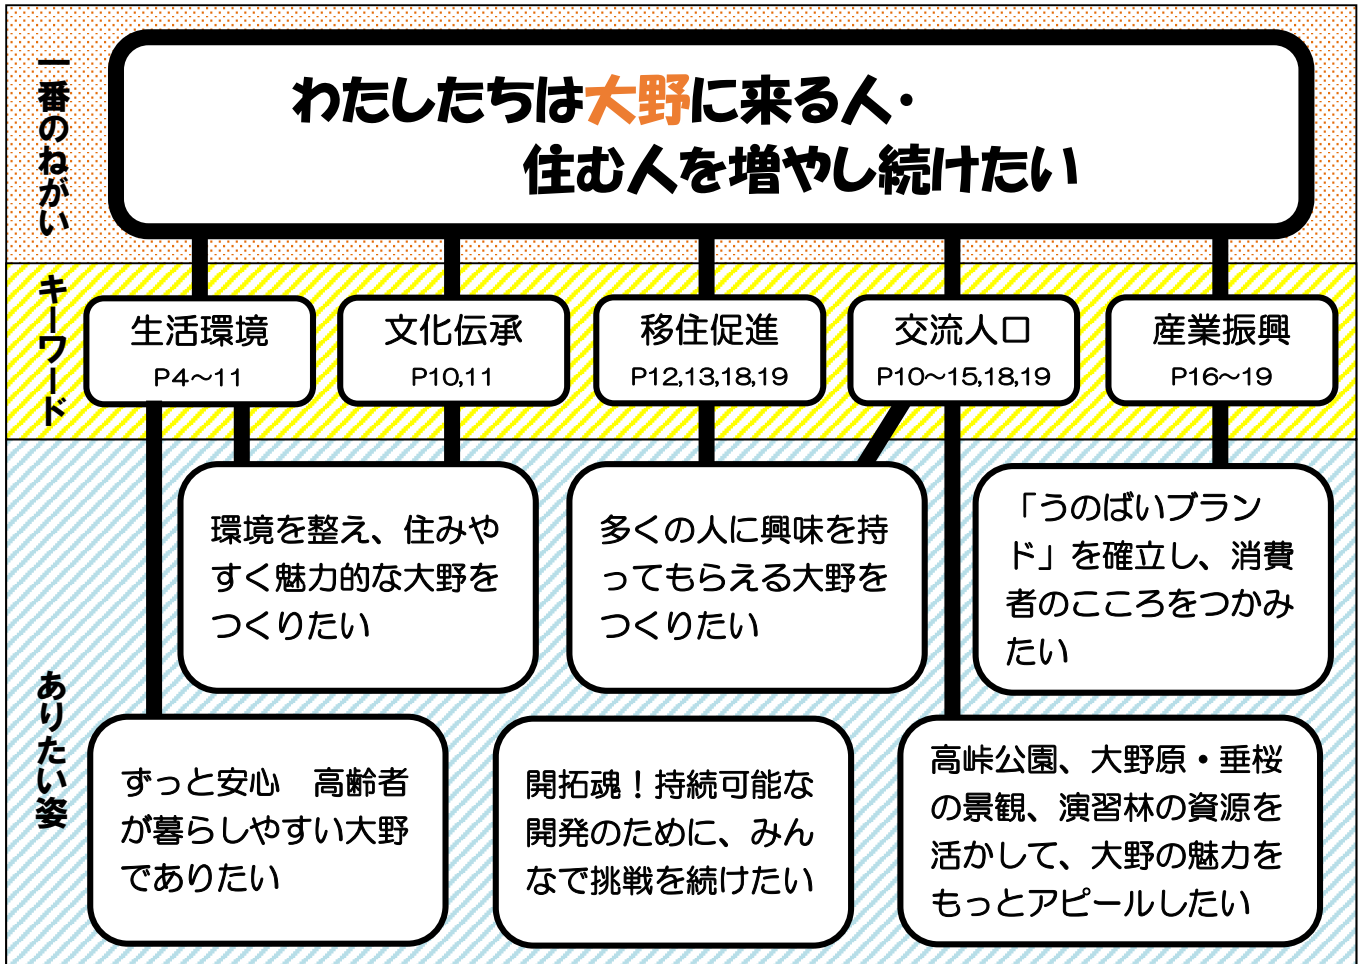 一番のねがい
わたしたちは大野に来る人・
住む人を増やし続けたい
キーワード
生活環境
P4～11
文化伝承
P10,11
移住促進
P12,13,18,19
交流人口
P10～15,18,19
産業振興
P16～19
ありたい姿
環境を整え、住みや
すく魅力的な大野を
つくりたい
多くの人に興味を持
ってもらえる大野を
つくりたい
「うのばいブラン
ド」を確立し、消費
者のこころをつかみ
たい
ずっと安心　高齢者
が暮らしやすい大野
でありたい
開拓魂！持続可能な
開発のために、みん
なで挑戦を続けたい
高峠公園、大野原・垂桜
の景観、演習林の資源を
活かして、大野の魅力を
もっとアピールしたい